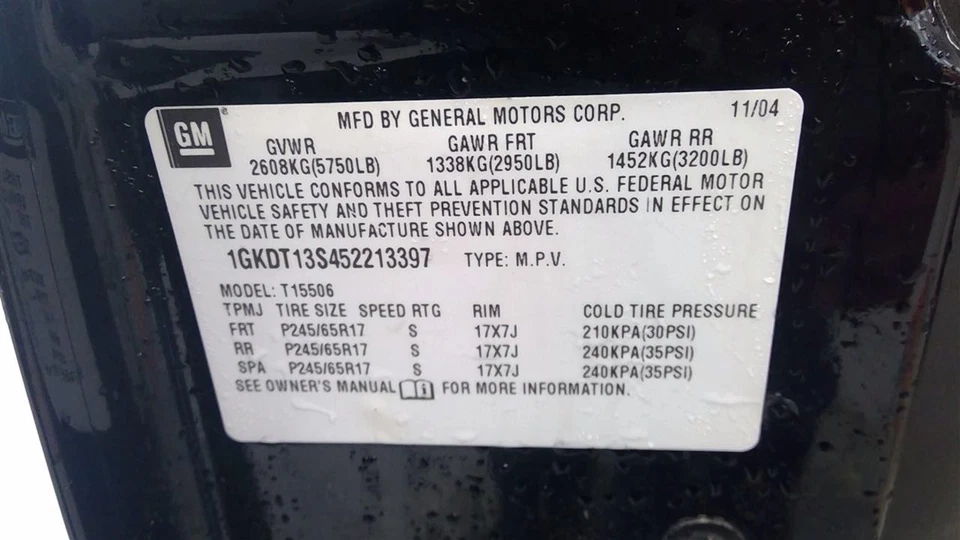 GM
MFD BY GENERAL MOTORS CORP. 11/04
GVWR GAWR FRT GAWR RR
2608KG(5750LB) 1338KG(2950LB) 1452KG(3200LB)
THIS VEHICLE CONFORMS TO ALL APPLICABLE U.S. FEDERAL MOTOR
VEHICLE SAFETY AND THEFT PREVENTION STANDARDS IN EFFECT ON
THE DATE OF MANUFACTURE SHOWN ABOVE.
1GKDT13S452213397 TYPE: M.P.V.
MODEL: T15506
TPMJ TIRE SIZE SPEED RTG RIM COLD TIRE PRESSURE
FRT P245/65R17 S 17X7J 210KPA(30PSI)
RR P245/65R17 S 17X7J 240KPA(35PSI)
SPA P245/65R17 S 17X7J 240KPA(35PSI)
SEE OWNER'S MANUAL FOR MORE INFORMATION.